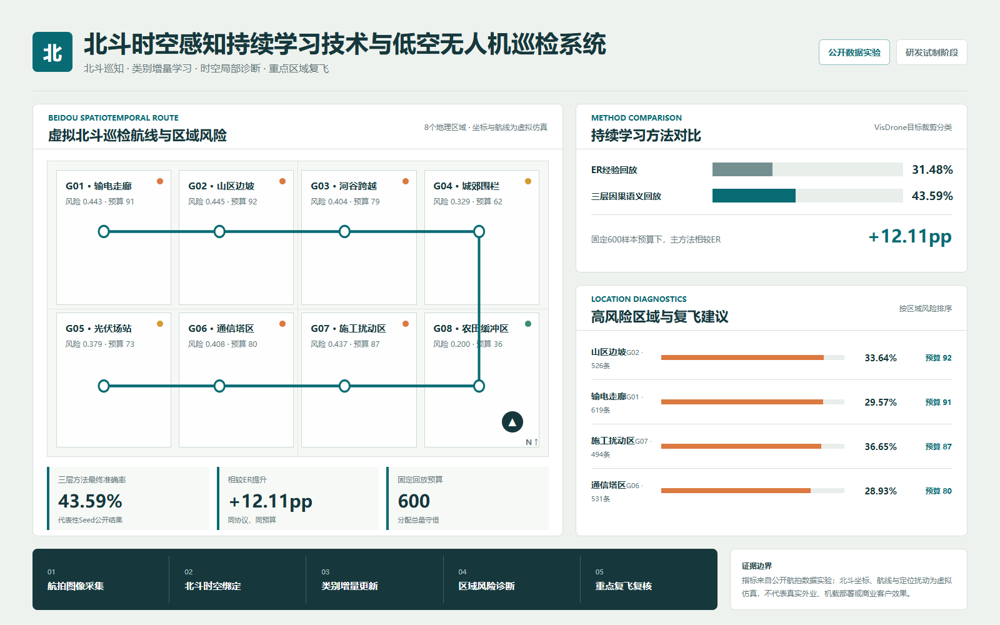 北
北斗时空感知持续学习技术与低空无人机巡检系统
北斗巡知 · 类别增量学习 · 时空局部诊断 · 重点区域复飞
公开数据实验
研发试制阶段
BEIDOU SPATIOTEMPORAL ROUTE
虚拟北斗巡检航线与区域风险
8个地理区域 · 坐标与航线为虚拟仿真
G01 · 输电走廊
风险 0.443 · 预算 91
G02 · 山区边坡
风险 0.445 · 预算 92
G03 · 河谷跨越
风险 0.404 · 预算 79
G04 · 城郊围栏
风险 0.329 · 预算 62
G05 · 光伏场站
风险 0.379 · 预算 73
G06 · 通信塔区
风险 0.408 · 预算 80
G07 · 施工扰动区
风险 0.437 · 预算 87
G08 · 农田缓冲区
风险 0.200 · 预算 36
N ↑
三层方法最终准确率
43.59%
代表性Seed公开结果
相较ER提升
+12.11pp
同协议、同预算
固定回放预算
600
分配总量守恒
METHOD COMPARISON
持续学习方法对比
VisDrone目标裁剪分类
ER经验回放
31.48%
三层因果语义回放
43.59%
固定600样本预算下，主方法相较ER
+12.11pp
LOCATION DIAGNOSTICS
高风险区域与复飞建议
按区域风险排序
山区边坡G02 ·
526条
33.64%
预算 92
输电走廊G01 ·
619条
29.57%
预算 91
施工扰动区G07 ·
494条
36.65%
预算 87
通信塔区G06 ·
531条
28.93%
预算 80
01
航拍图像采集
02
北斗时空绑定
03
类别增量更新
04
区域风险诊断
05
重点复飞复核
证据边界
指标来自公开航拍数据实验；北斗坐标、航线与定位扰动为虚拟
仿真，不代表真实外业、机载部署或商业客户效果。